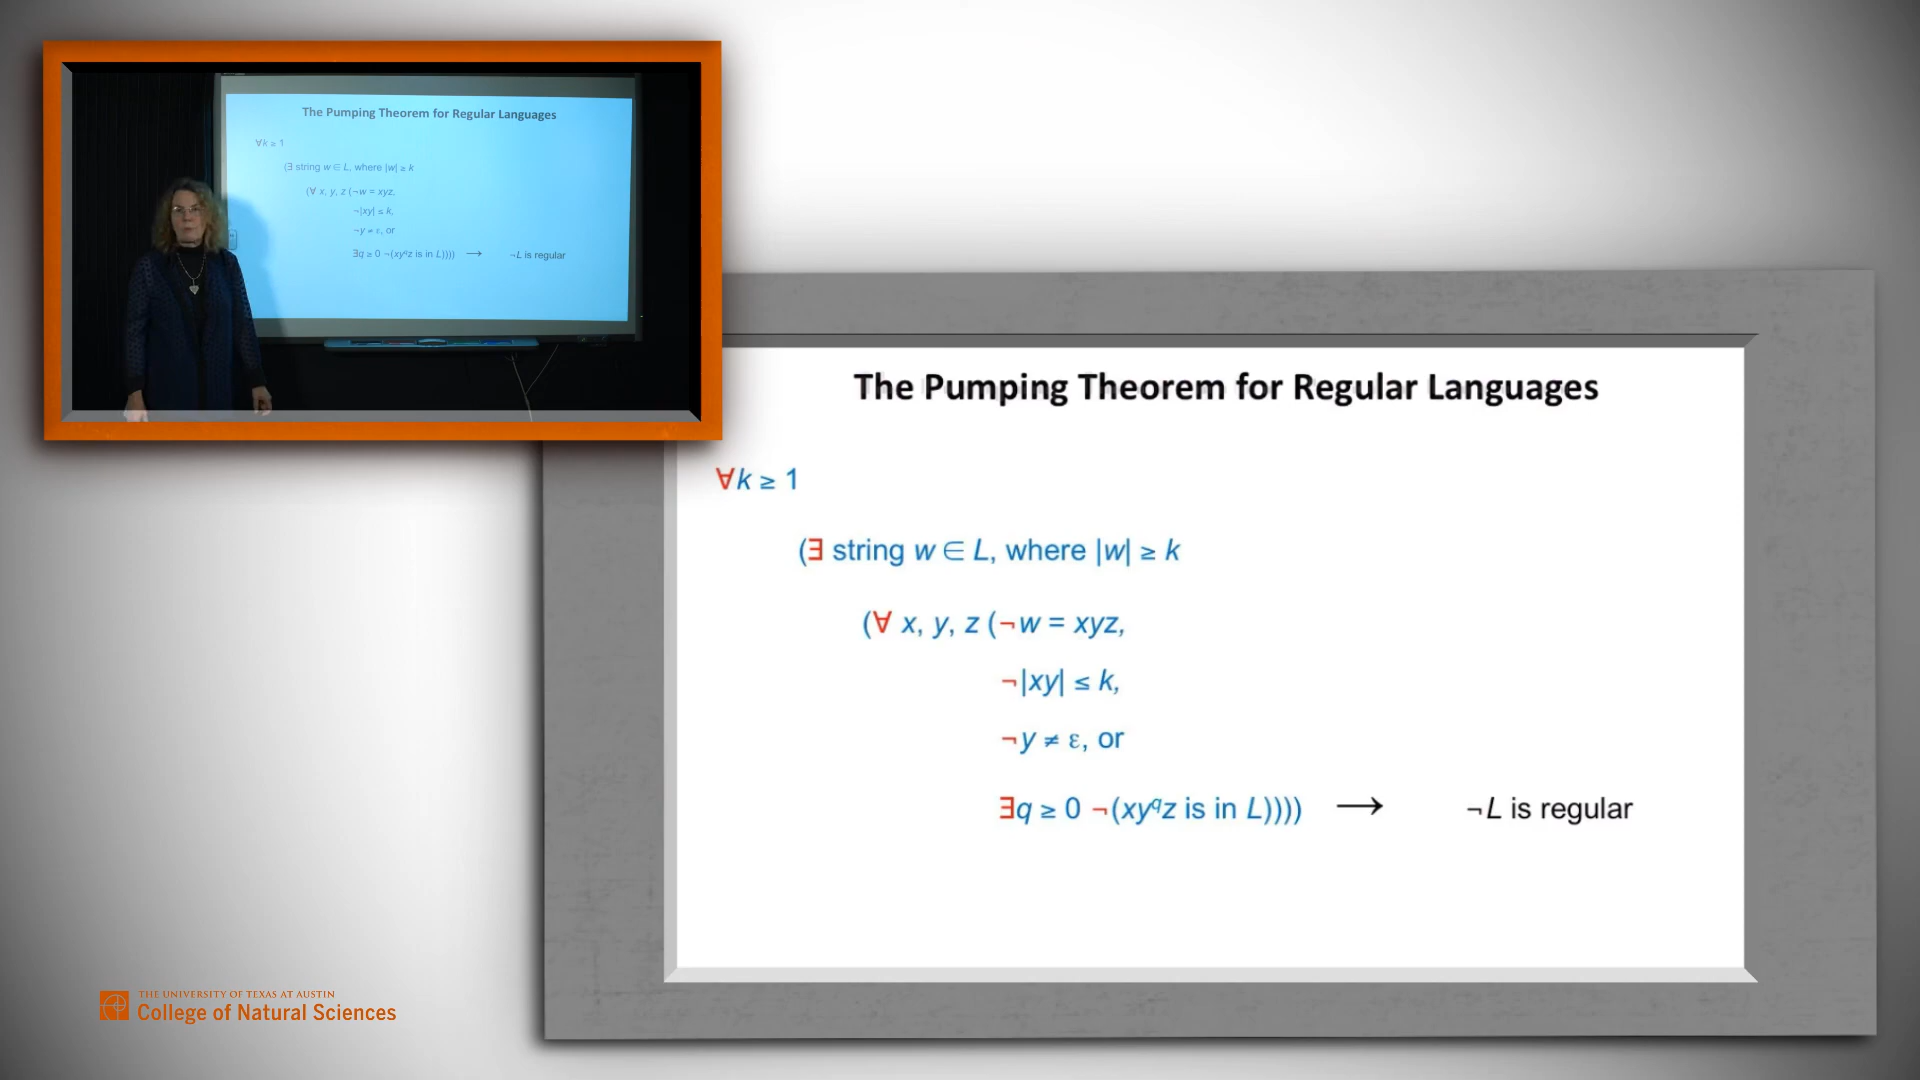 The Pumping Theorem for Regular Languages
∀k ≥ 1
(∃ string w ∈ L, where |w| ≥ k
(∀ x, y, z (¬w = xyz,
¬|xy| ≤ k,
¬y ≠ ε, or
∃q ≥ 0 ¬(xy^qz is in L)))) → ¬L is regular
The Pumping Theorem for Regular Languages
∀k ≥ 1
(∃ string w ∈ L, where |w| ≥ k
(∀ x, y, z (¬w = xyz,
¬|xy| ≤ k,
¬y ≠ ε, or
∃q ≥ 0 ¬(xy^qz is in L)))) → ¬L is regular
THE UNIVERSITY OF TEXAS AT AUSTIN
College of Natural Sciences